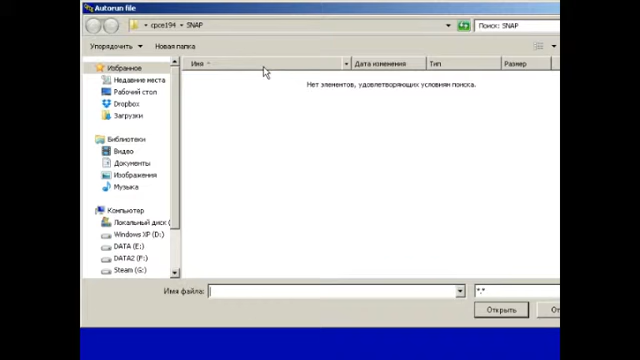 Autorun file
cpce194 SNAP
Поиск: SNAP
Упорядочить Новая папка
Имя Дата изменения Тип Размер
Нет элементов, удовлетворяющих условиям поиска.
Избранное
Недавние места
Рабочий стол
Dropbox
Загрузки
Библиотеки
Видео
Документы
Изображения
Музыка
Компьютер
Локальный диск (
Windows XP (D:)
DATA (E:)
DATA2 (F:)
Steam (G:)
Имя файла: *.*
Открыть От